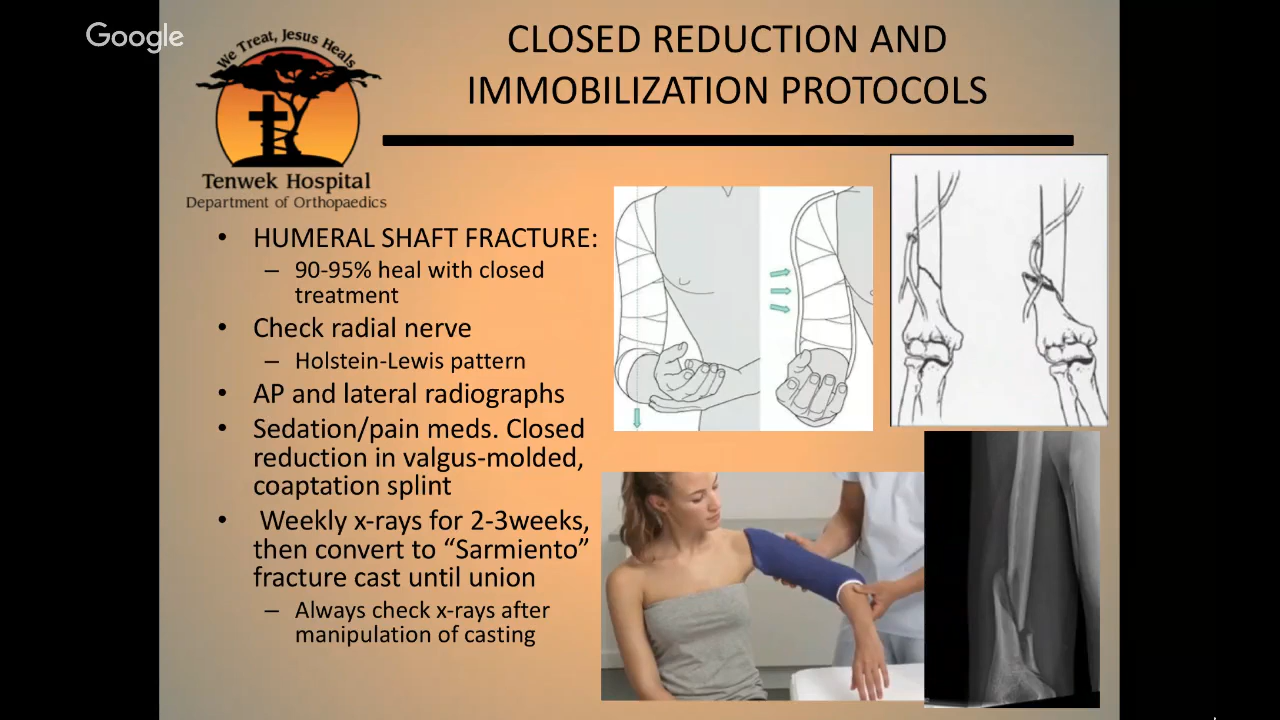 Google
We Treat, Jesus Heals
Tenwek Hospital
Department of Orthopaedics
CLOSED REDUCTION AND
IMMOBILIZATION PROTOCOLS
• HUMERAL SHAFT FRACTURE:
– 90-95% heal with closed
treatment
• Check radial nerve
– Holstein-Lewis pattern
• AP and lateral radiographs
• Sedation/pain meds. Closed
reduction in valgus-molded,
coaptation splint
• Weekly x-rays for 2-3weeks,
then convert to “Sarmiento”
fracture cast until union
– Always check x-rays after
manipulation of casting